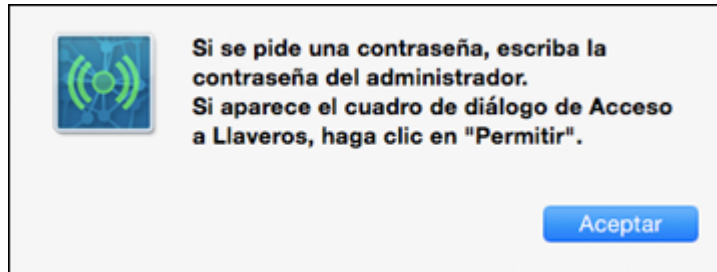 Si se pide una contraseña, escriba la
contraseña del administrador.
Si aparece el cuadro de diálogo de Acceso
a Llaveros, haga clic en "Permitir".
Aceptar